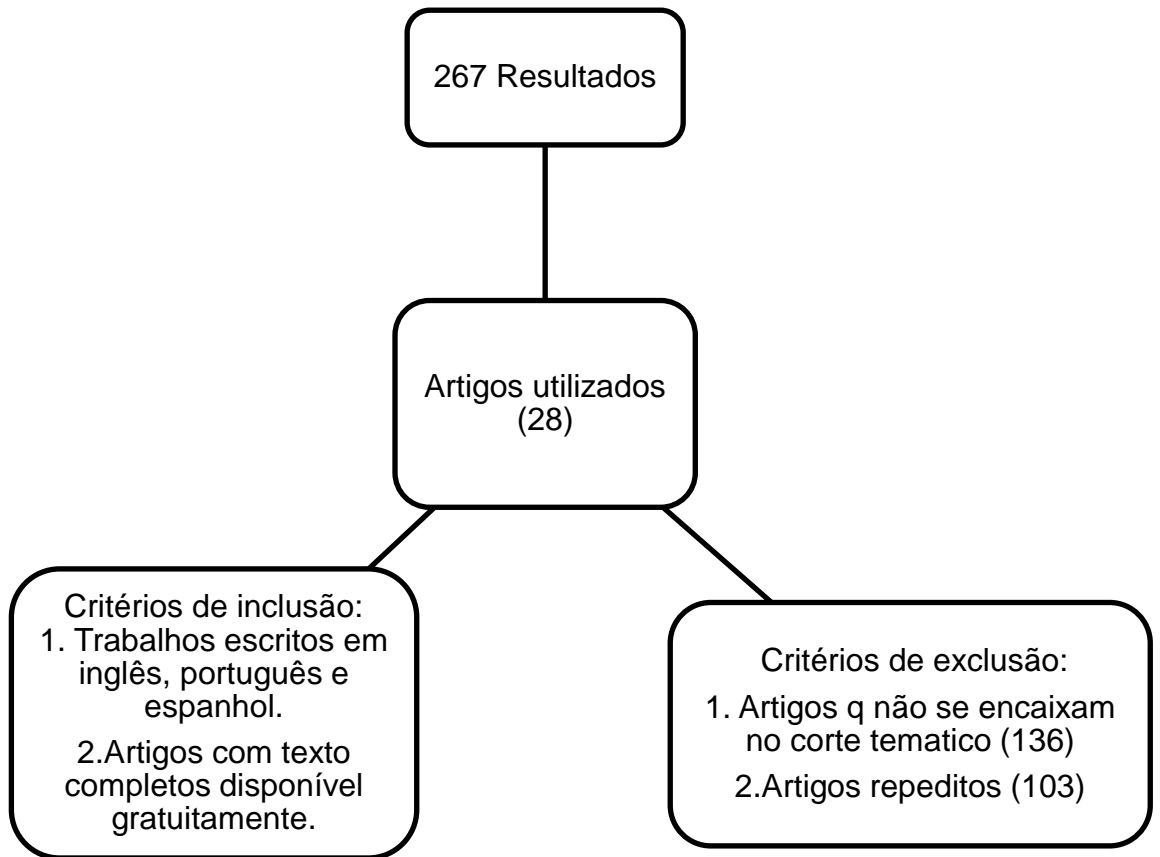 267 Resultados
Artigos utilizados
(28)
Critérios de inclusão:
1. Trabalhos escritos em
inglês, português e
espanhol.
2.Artigos com texto
completos disponível
gratuitamente.
Critérios de exclusão:
1. Artigos q não se encaixam
no corte tematico (136)
2.Artigos repeditos (103)